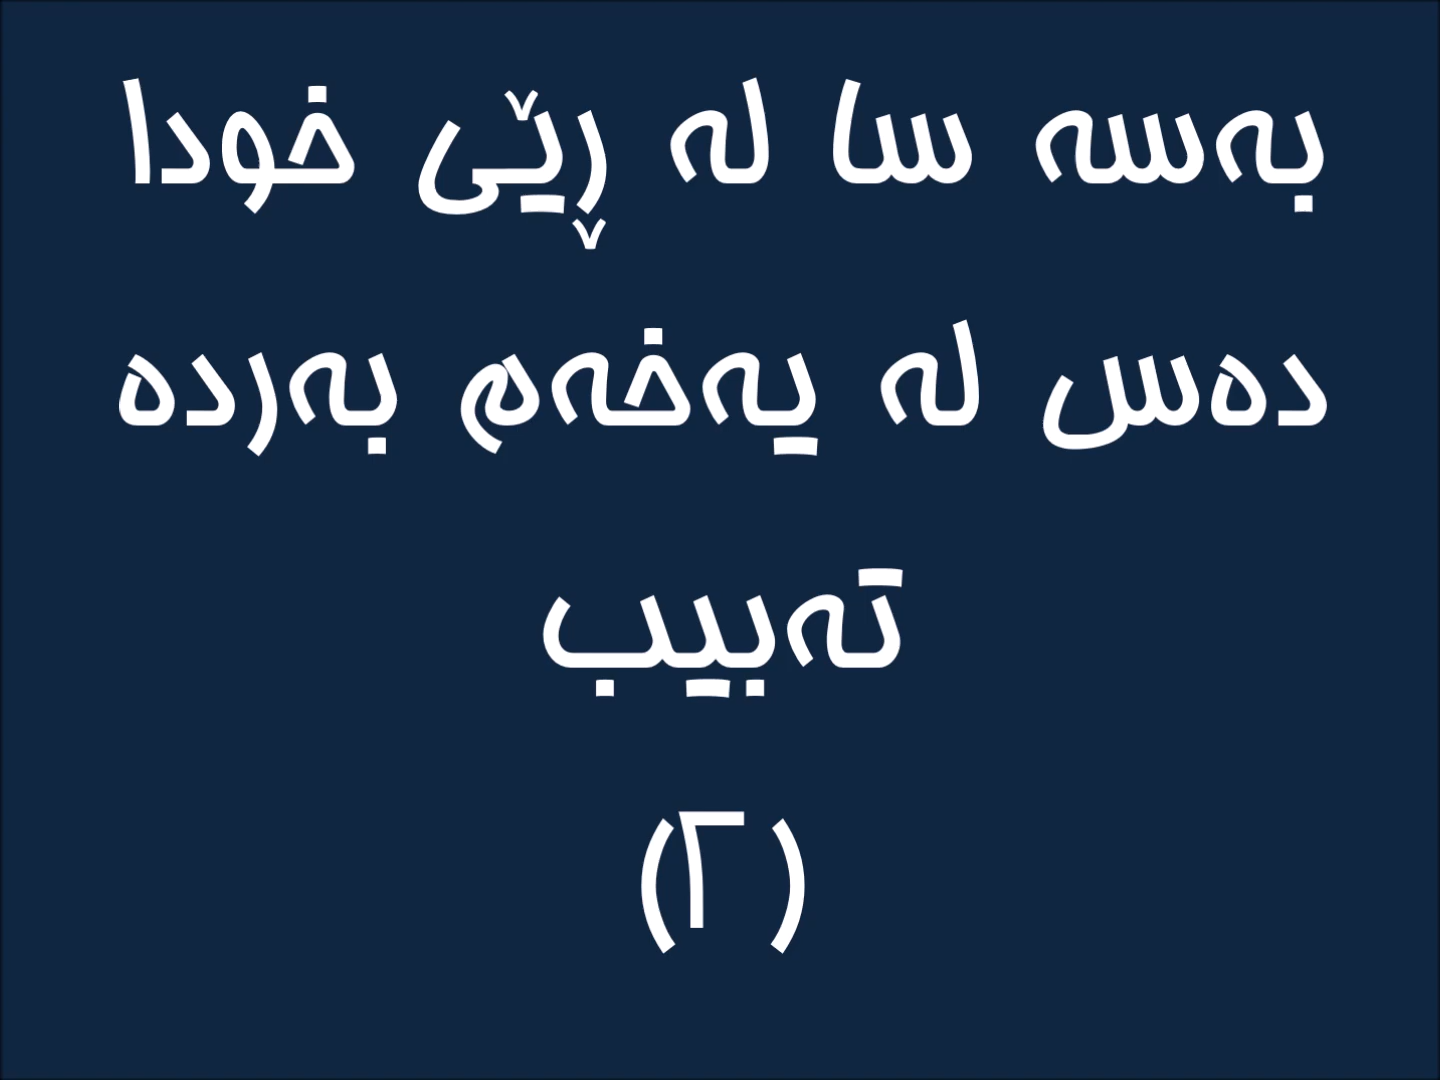 بەسە سا لە ڕێی خودا
دەس لە یەخەم بەردە
تەبیب
(٢)